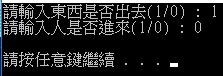 請輸入東西是否出去(1/0) : 1
請輸入人是否進來(1/0) : 0
請按任意鍵繼續 . . .